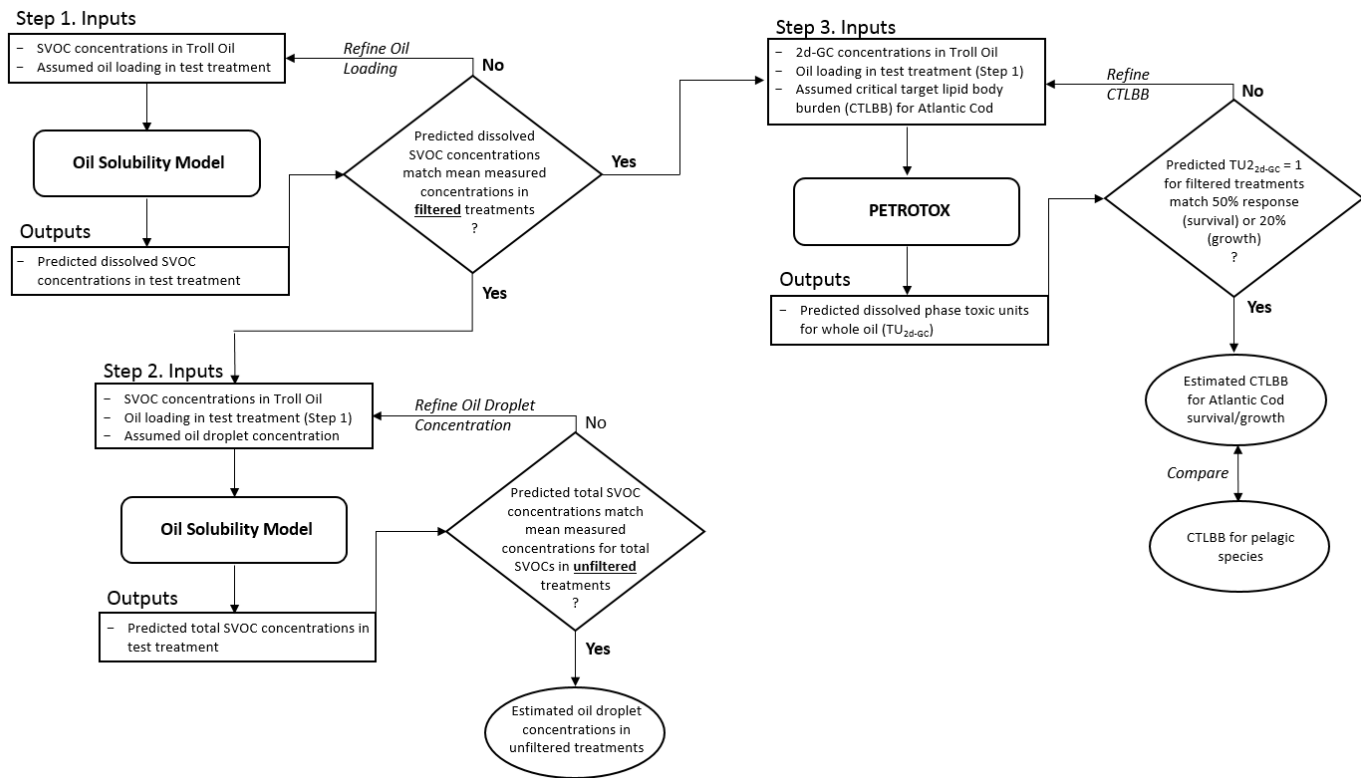 Step 1. Inputs
− SVOC concentrations in Troll Oil
− Assumed oil loading in test treatment
Refine Oil
Loading
No
Oil Solubility Model
Outputs
− Predicted dissolved SVOC
concentrations in test treatment
Predicted dissolved
SVOC concentrations
match mean measured
concentrations in
filtered treatments
?
Yes
Yes
Step 2. Inputs
− SVOC concentrations in Troll Oil
− Oil loading in test treatment (Step 1)
− Assumed oil droplet concentration
Refine Oil Droplet
Concentration
No
Oil Solubility Model
Outputs
− Predicted total SVOC concentrations in
test treatment
Predicted total SVOC
concentrations match
mean measured
concentrations for total
SVOCs in unfiltered
treatments
?
Yes
Estimated oil droplet
concentrations in
unfiltered treatments
Step 3. Inputs
− 2d-GC concentrations in Troll Oil
− Oil loading in test treatment (Step 1)
− Assumed critical target lipid body
burden (CTLBB) for Atlantic Cod
Refine
CTLBB
No
PETROTOX
Outputs
− Predicted dissolved phase toxic units
for whole oil (TU2d-GC)
Predicted TU22d-GC = 1
for filtered treatments
match 50% response
(survival) or 20%
(growth)
?
Yes
Estimated CTLBB
for Atlantic Cod
survival/growth
Compare
CTLBB for pelagic
species